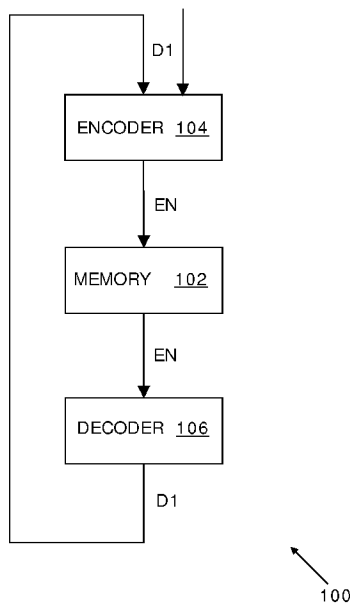 D1
ENCODER 104
EN
MEMORY 102
EN
DECODER 106
D1
100